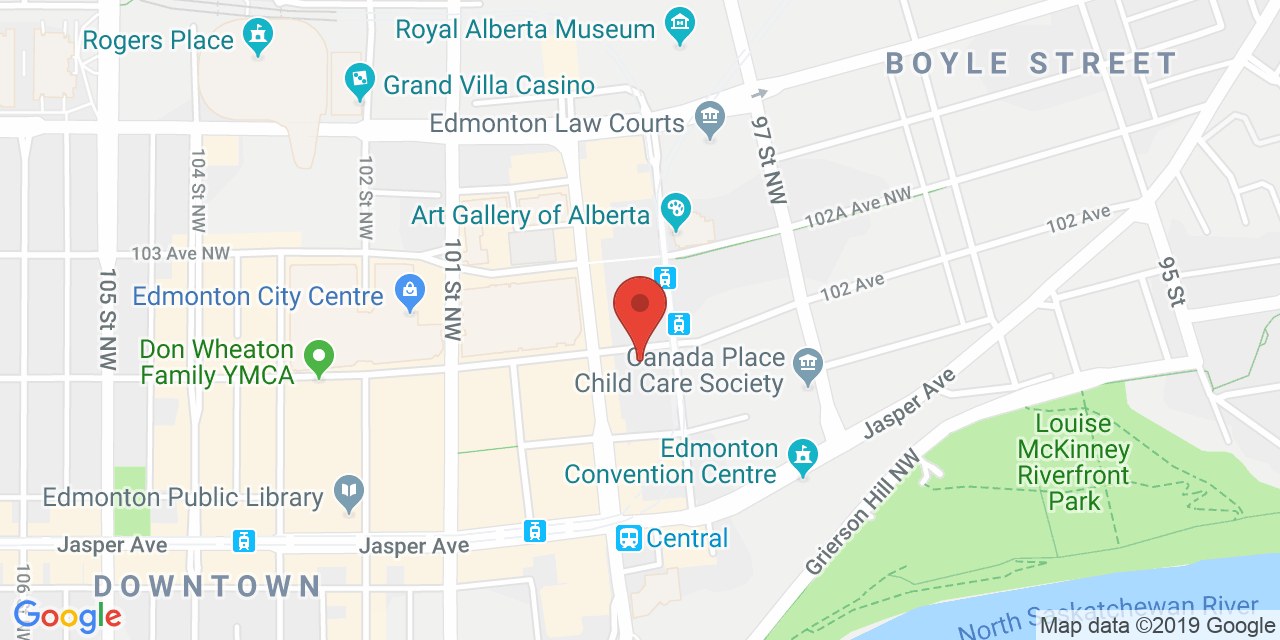 Royal Alberta Museum
Rogers Place
BOYLE STREET
Grand Villa Casino
Edmonton Law Courts
97 St NW
104 St NW
102 St NW
Art Gallery of Alberta
102A Ave NW
102 Ave
103 Ave NW
101 St NW
105 St NW
95 St
Edmonton City Centre
102 Ave
Don Wheaton
Family YMCA
Canada Place
Child Care Society
Jasper Ave
Louise
McKinney
Riverfront
Park
Edmonton
Convention Centre
Edmonton Public Library
Grierson Hill NW
Central
Jasper Ave
Jasper Ave
DOWNTOWN
106 St NW
Google
North Saskatchewan River
Map data ©2019 Google